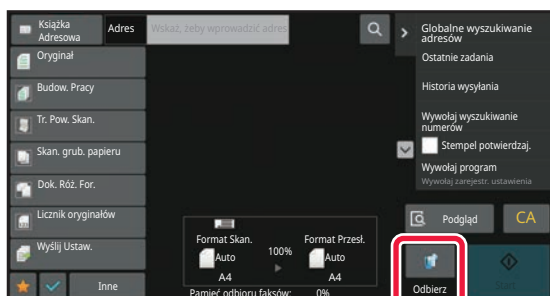 Książka
Adresowa
Adres
Wskaż, żeby wprowadzić adres
Globalne wyszukiwanie
adresów
Oryginał
Ostatnie zadania
Budow. Pracy
Historia wysyłania
Tr. Pow. Skan.
Wywołaj wyszukiwanie
numerów
Skan. grub. papieru
Stempel potwierdzaj.
Wywołaj program
Wywołaj zarejestr. ustawienia
Dok. Róż. For.
Licznik oryginałów
Podgląd
CA
Wyślij Ustaw.
Format Skan.
Format Przesł.
Auto
100%
Auto
A4
A4
Inne
Pamięć odbioru faksów:
0%
Odbierz
Start